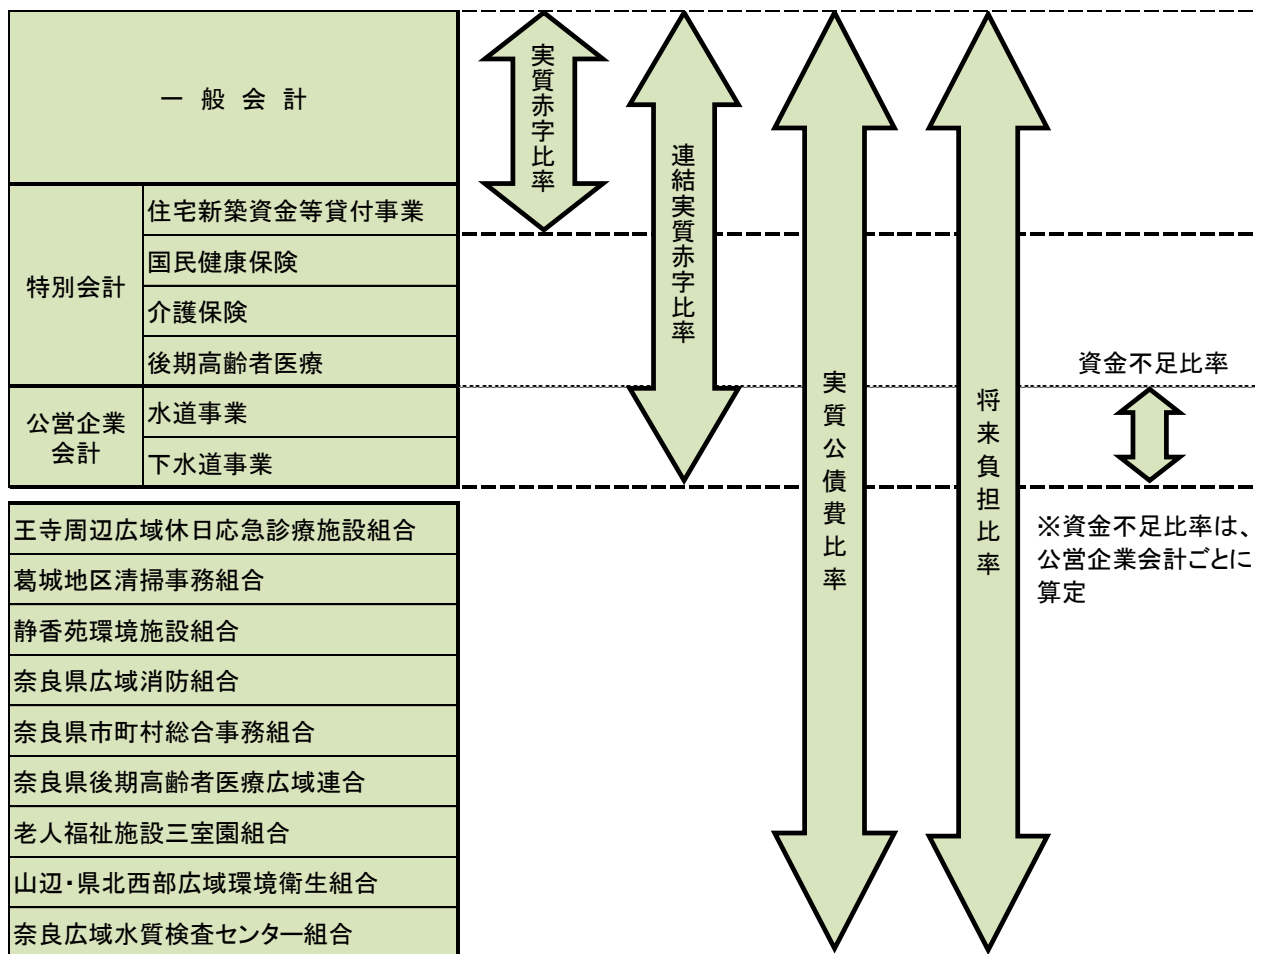 一 般 会 計
特別会計
住宅新築資金等貸付事業
国民健康保険
介護保険
後期高齢者医療
公営企業
会計
水道事業
下水道事業
王寺周辺広域休日応急診療施設組合
葛城地区清掃事務組合
静香苑環境施設組合
奈良県広域消防組合
奈良県市町村総合事務組合
奈良県後期高齢者医療広域連合
老人福祉施設三室園組合
山辺・県北西部広域環境衛生組合
奈良広域水質検査センター組合
実質赤字比率
連結実質赤字比率
実質公債費比率
将来負担比率
資金不足比率
※資金不足比率は、
公営企業会計ごとに
算定